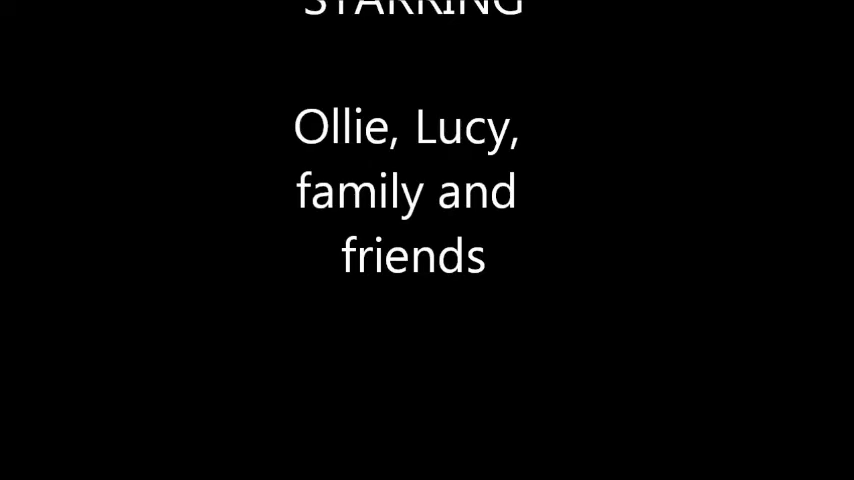 STARRING
Ollie, Lucy,
family and
friends